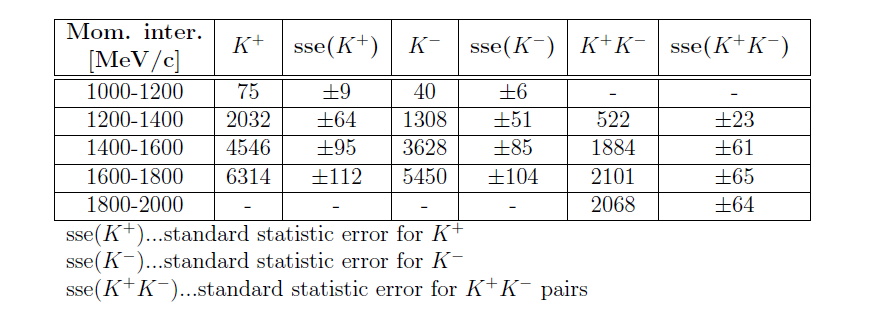 Mom. inter. [MeV/c] K⁺ sse(K⁺) K⁻ sse(K⁻) K⁺K⁻ sse(K⁺K⁻)
1000-1200 75 ±9 40 ±6 - -
1200-1400 2032 ±64 1308 ±51 522 ±23
1400-1600 4546 ±95 3628 ±85 1884 ±61
1600-1800 6314 ±112 5450 ±104 2101 ±65
1800-2000 - - - - 2068 ±64
sse(K⁺)...standard statistic error for K⁺
sse(K⁻)...standard statistic error for K⁻
sse(K⁺K⁻)...standard statistic error for K⁺K⁻ pairs